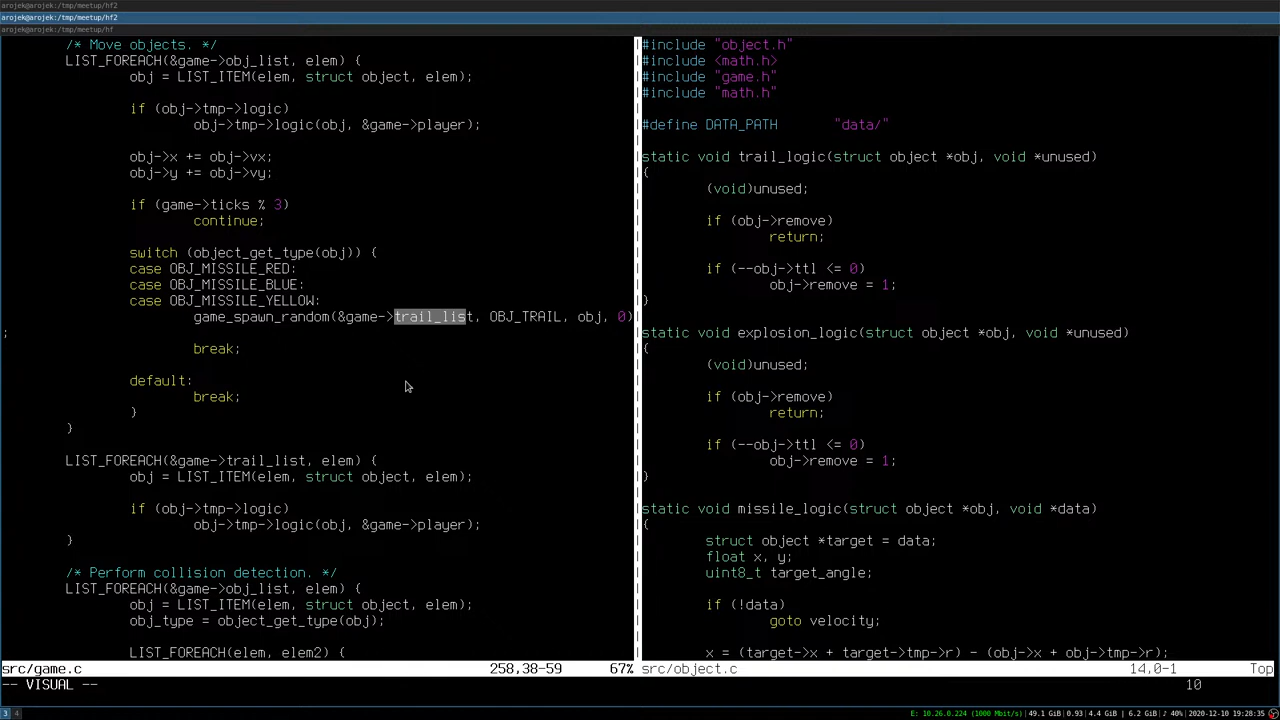 arojek@arojek:/tmp/meetup/hf2
arojek@arojek:/tmp/meetup/hf2
arojek@arojek:/tmp/meetup/hf
/* Move objects. */
LIST_FOREACH(&game->obj_list, elem) {
obj = LIST_ITEM(elem, struct object, elem);
if (obj->tmp->logic)
obj->tmp->logic(obj, &game->player);
obj->x += obj->vx;
obj->y += obj->vy;
if (game->ticks % 3)
continue;
switch (object_get_type(obj)) {
case OBJ_MISSILE_RED:
case OBJ_MISSILE_BLUE:
case OBJ_MISSILE_YELLOW:
game_spawn_random(&game->trail_list, OBJ_TRAIL, obj, 0)
;
break;
default:
break;
}
}
LIST_FOREACH(&game->trail_list, elem) {
obj = LIST_ITEM(elem, struct object, elem);
if (obj->tmp->logic)
obj->tmp->logic(obj, &game->player);
}
/* Perform collision detection. */
LIST_FOREACH(&game->obj_list, elem) {
obj = LIST_ITEM(elem, struct object, elem);
obj_type = object_get_type(obj);
LIST_FOREACH(elem, elem2) {
src/game.c 258,38-59 67%
-- VISUAL -- 10
#include "object.h"
#include <math.h>
#include "game.h"
#include "math.h"
#define DATA_PATH "data/"
static void trail_logic(struct object *obj, void *unused)
{
(void)unused;
if (obj->remove)
return;
if (--obj->ttl <= 0)
obj->remove = 1;
}
static void explosion_logic(struct object *obj, void *unused)
{
(void)unused;
if (obj->remove)
return;
if (--obj->ttl <= 0)
obj->remove = 1;
}
static void missile_logic(struct object *obj, void *data)
{
struct object *target = data;
float x, y;
uint8_t target_angle;
if (!data)
goto velocity;
x = (target->x + target->tmp->r) - (obj->x + obj->tmp->r);
src/object.c 14.0-1 Top
3 4
E: 10.26.0.224 (1000 Mbit/s)| 49.1 GiB| 0.93| 4.4 GiB | 6.2 GiB| ♪ 40%| 2020-12-10 19:28:35